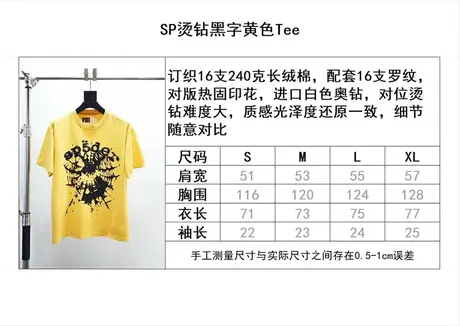 SP烫钻黑字黄色Tee
订织16支240克长绒棉，配套16支罗纹，
对版热固印花，进口白色奥钻，对位烫
钻难度大，质感光泽度还原一致，细节
随意对比
尺码 S M L XL
肩宽 51 53 55 57
胸围 116 120 124 128
衣长 71 73 75 77
袖长 22 23 24 25
手工测量尺寸与实际尺寸之间存在0.5-1cm误差
sp5der